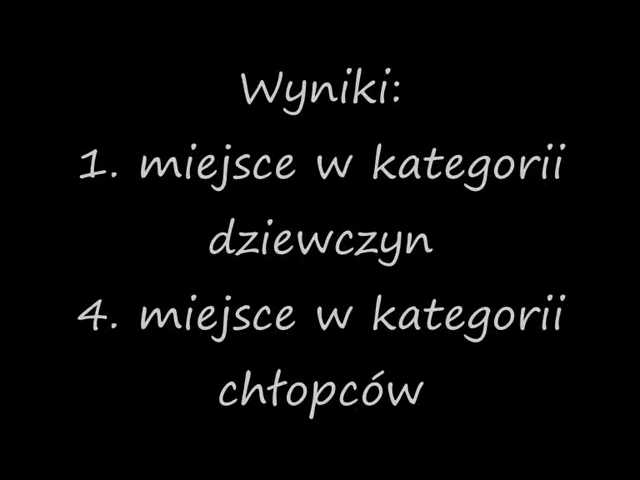 Wyniki:
1. miejsce w kategorii
dziewczyn
4. miejsce w kategorii
chłopców